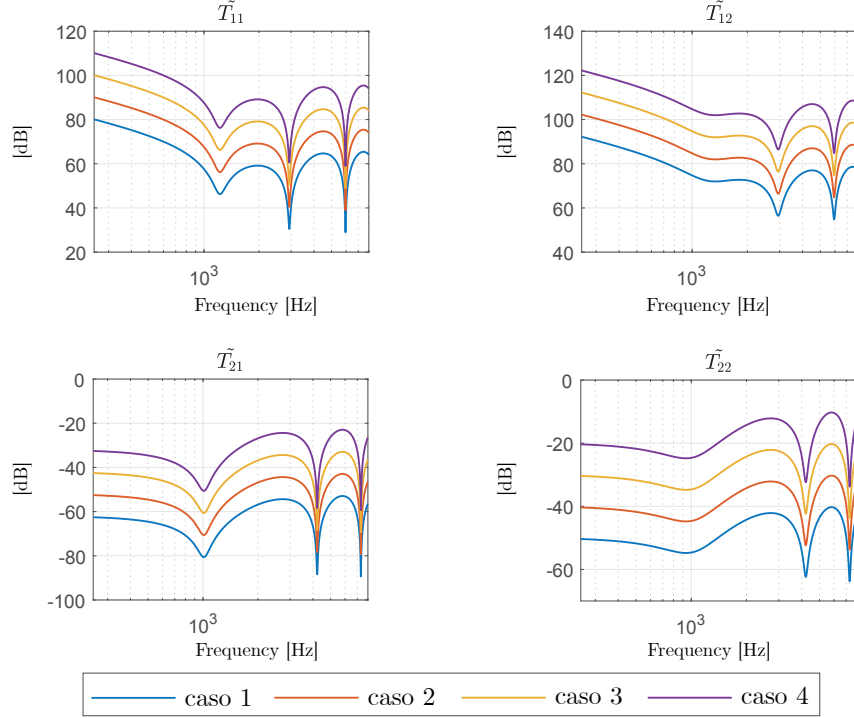 T̃₁₁
120
100
80
60
40
20
[dB]
10³
Frequency [Hz]
T̃₁₂
140
120
100
80
60
40
[dB]
10³
Frequency [Hz]
T̃₂₁
0
-20
-40
-60
-80
-100
[dB]
10³
Frequency [Hz]
T̃₂₂
0
-20
-40
-60
[dB]
10³
Frequency [Hz]
caso 1 caso 2 caso 3 caso 4